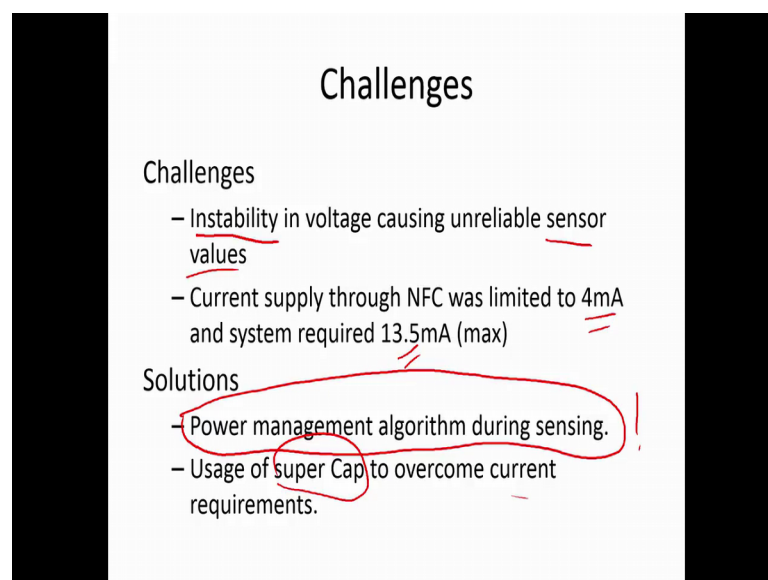 Challenges
Challenges
– Instability in voltage causing unreliable sensor
values
– Current supply through NFC was limited to 4mA
and system required 13.5mA (max)
Solutions
– Power management algorithm during sensing. !
– Usage of super Cap to overcome current
requirements.